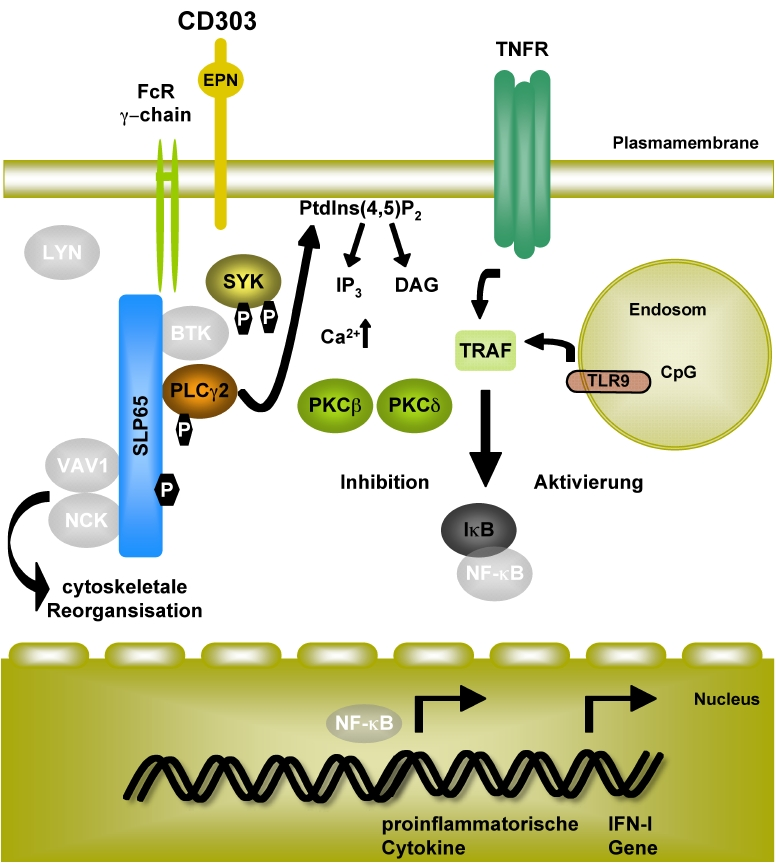 CD303
EPN
TNFR
FcR
γ–chain
Plasmamembrane
PtdIns(4,5)P2
LYN
SYK
IP3
DAG
P
P
Endosom
BTK
Ca2+
TRAF
TLR9
CpG
PLCγ2
PKCβ
PKCδ
SLP65
P
VAV1
P
Inhibition
Aktivierung
NCK
IκB
NF-κB
cytoskeletale
Reorgansisation
Nucleus
NF-κB
proinflammatorische
Cytokine
IFN-I
Gene